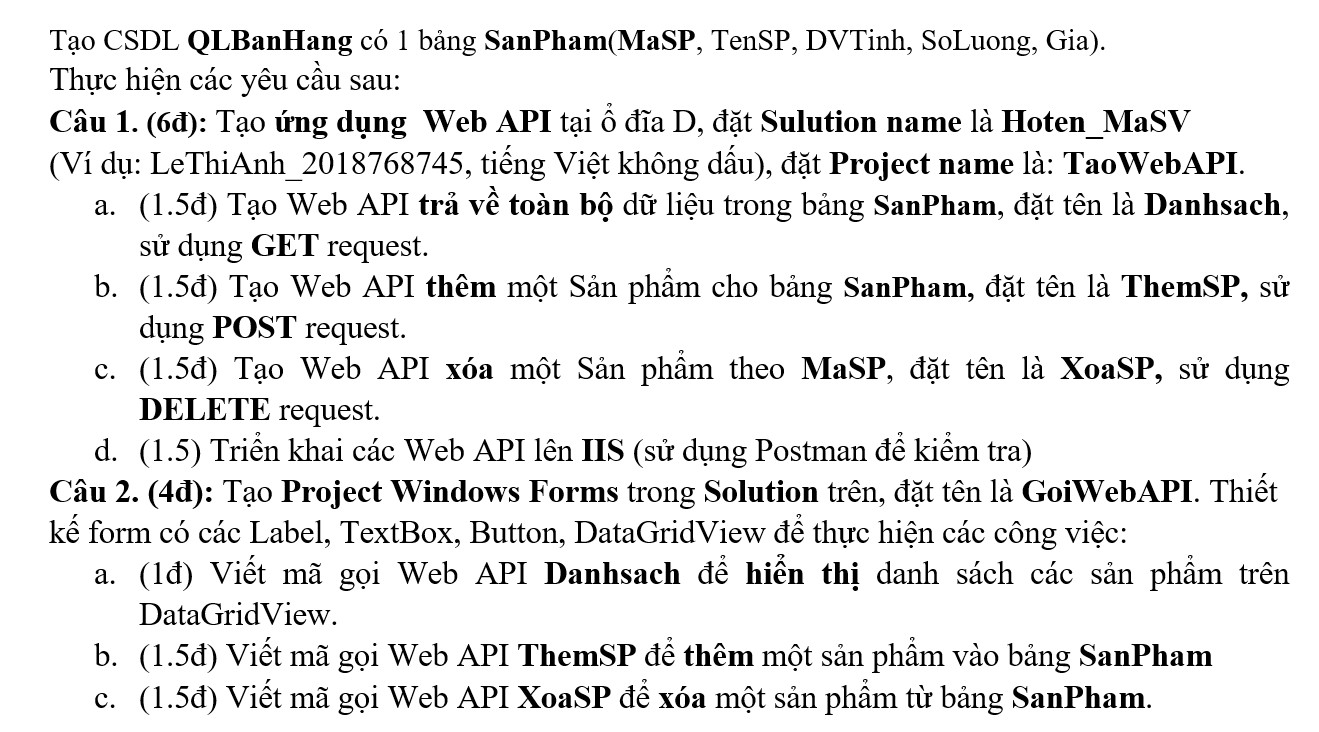 Tạo CSDL QLBanHang có 1 bảng SanPham(MaSP, TenSP, DVTinh, SoLuong, Gia).
Thực hiện các yêu cầu sau:
Câu 1. (6đ): Tạo ứng dụng Web API tại ổ đĩa D, đặt Sulution name là Hoten_MaSV
(Ví dụ: LeThiAnh_2018768745, tiếng Việt không dấu), đặt Project name là: TaoWebAPI.
a. (1.5đ) Tạo Web API trả về toàn bộ dữ liệu trong bảng SanPham, đặt tên là Danhsach,
sử dụng GET request.
b. (1.5đ) Tạo Web API thêm một Sản phẩm cho bảng SanPham, đặt tên là ThemSP, sử
dụng POST request.
c. (1.5đ) Tạo Web API xóa một Sản phẩm theo MaSP, đặt tên là XoaSP, sử dụng
DELETE request.
d. (1.5) Triển khai các Web API lên IIS (sử dụng Postman để kiểm tra)
Câu 2. (4đ): Tạo Project Windows Forms trong Solution trên, đặt tên là GoiWebAPI. Thiết
kế form có các Label, TextBox, Button, DataGridView để thực hiện các công việc:
a. (1đ) Viết mã gọi Web API Danhsach để hiển thị danh sách các sản phẩm trên
DataGridView.
b. (1.5đ) Viết mã gọi Web API ThemSP để thêm một sản phẩm vào bảng SanPham
c. (1.5đ) Viết mã gọi Web API XoaSP để xóa một sản phẩm từ bảng SanPham.